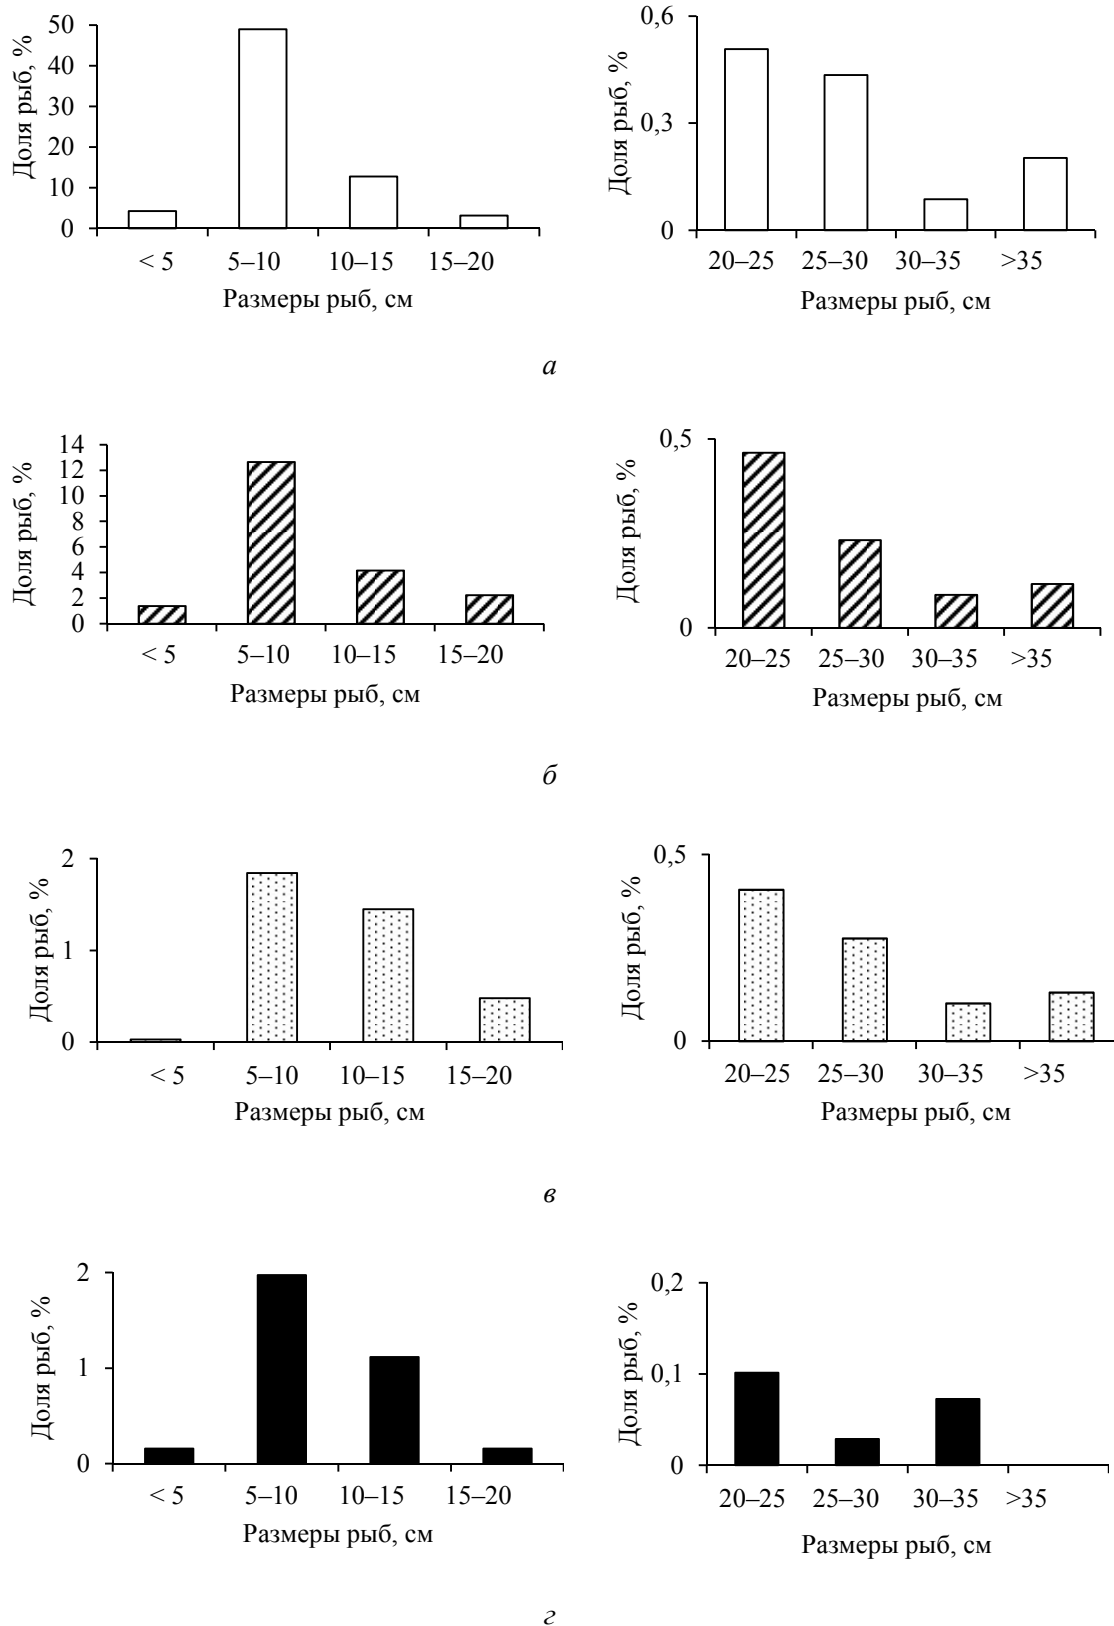 Доля рыб, %
50
40
30
20
10
0
< 5 5–10 10–15 15–20
Размеры рыб, см
Доля рыб, %
0,6
0,3
0
20–25 25–30 30–35 >35
Размеры рыб, см
а
Доля рыб, %
14
12
10
8
6
4
2
0
< 5 5–10 10–15 15–20
Размеры рыб, см
Доля рыб, %
0,5
0
20–25 25–30 30–35 >35
Размеры рыб, см
б
Доля рыб, %
2
1
0
< 5 5–10 10–15 15–20
Размеры рыб, см
Доля рыб, %
0,5
0
20–25 25–30 30–35 >35
Размеры рыб, см
в
Доля рыб, %
2
1
0
< 5 5–10 10–15 15–20
Размеры рыб, см
Доля рыб, %
0,2
0,1
0
20–25 25–30 30–35 >35
Размеры рыб, см
г